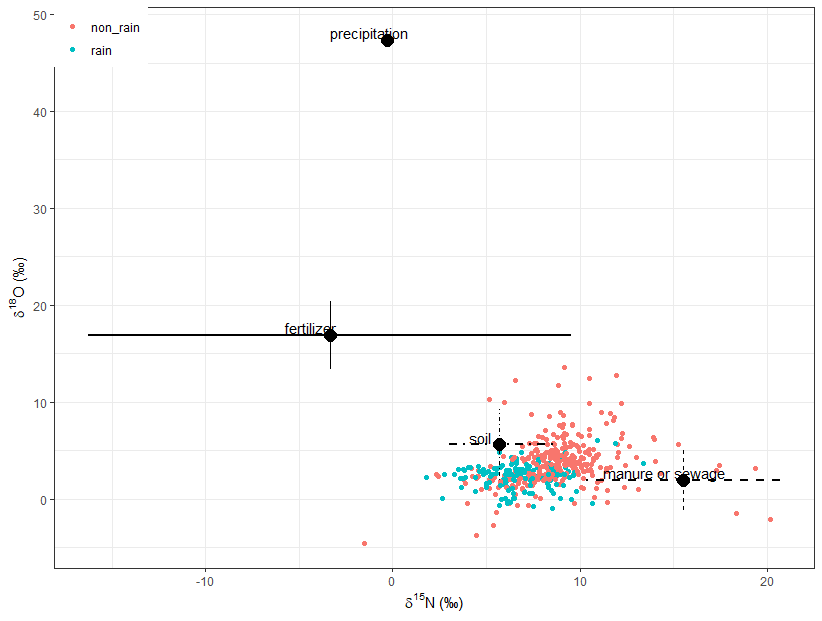 non_rain
rain
precipitation
50
40
30
20
10
0
fertilizer
soil
manure or sewage
-10
0
10
20
δ¹⁵N (‰)
δ¹⁸O (‰)